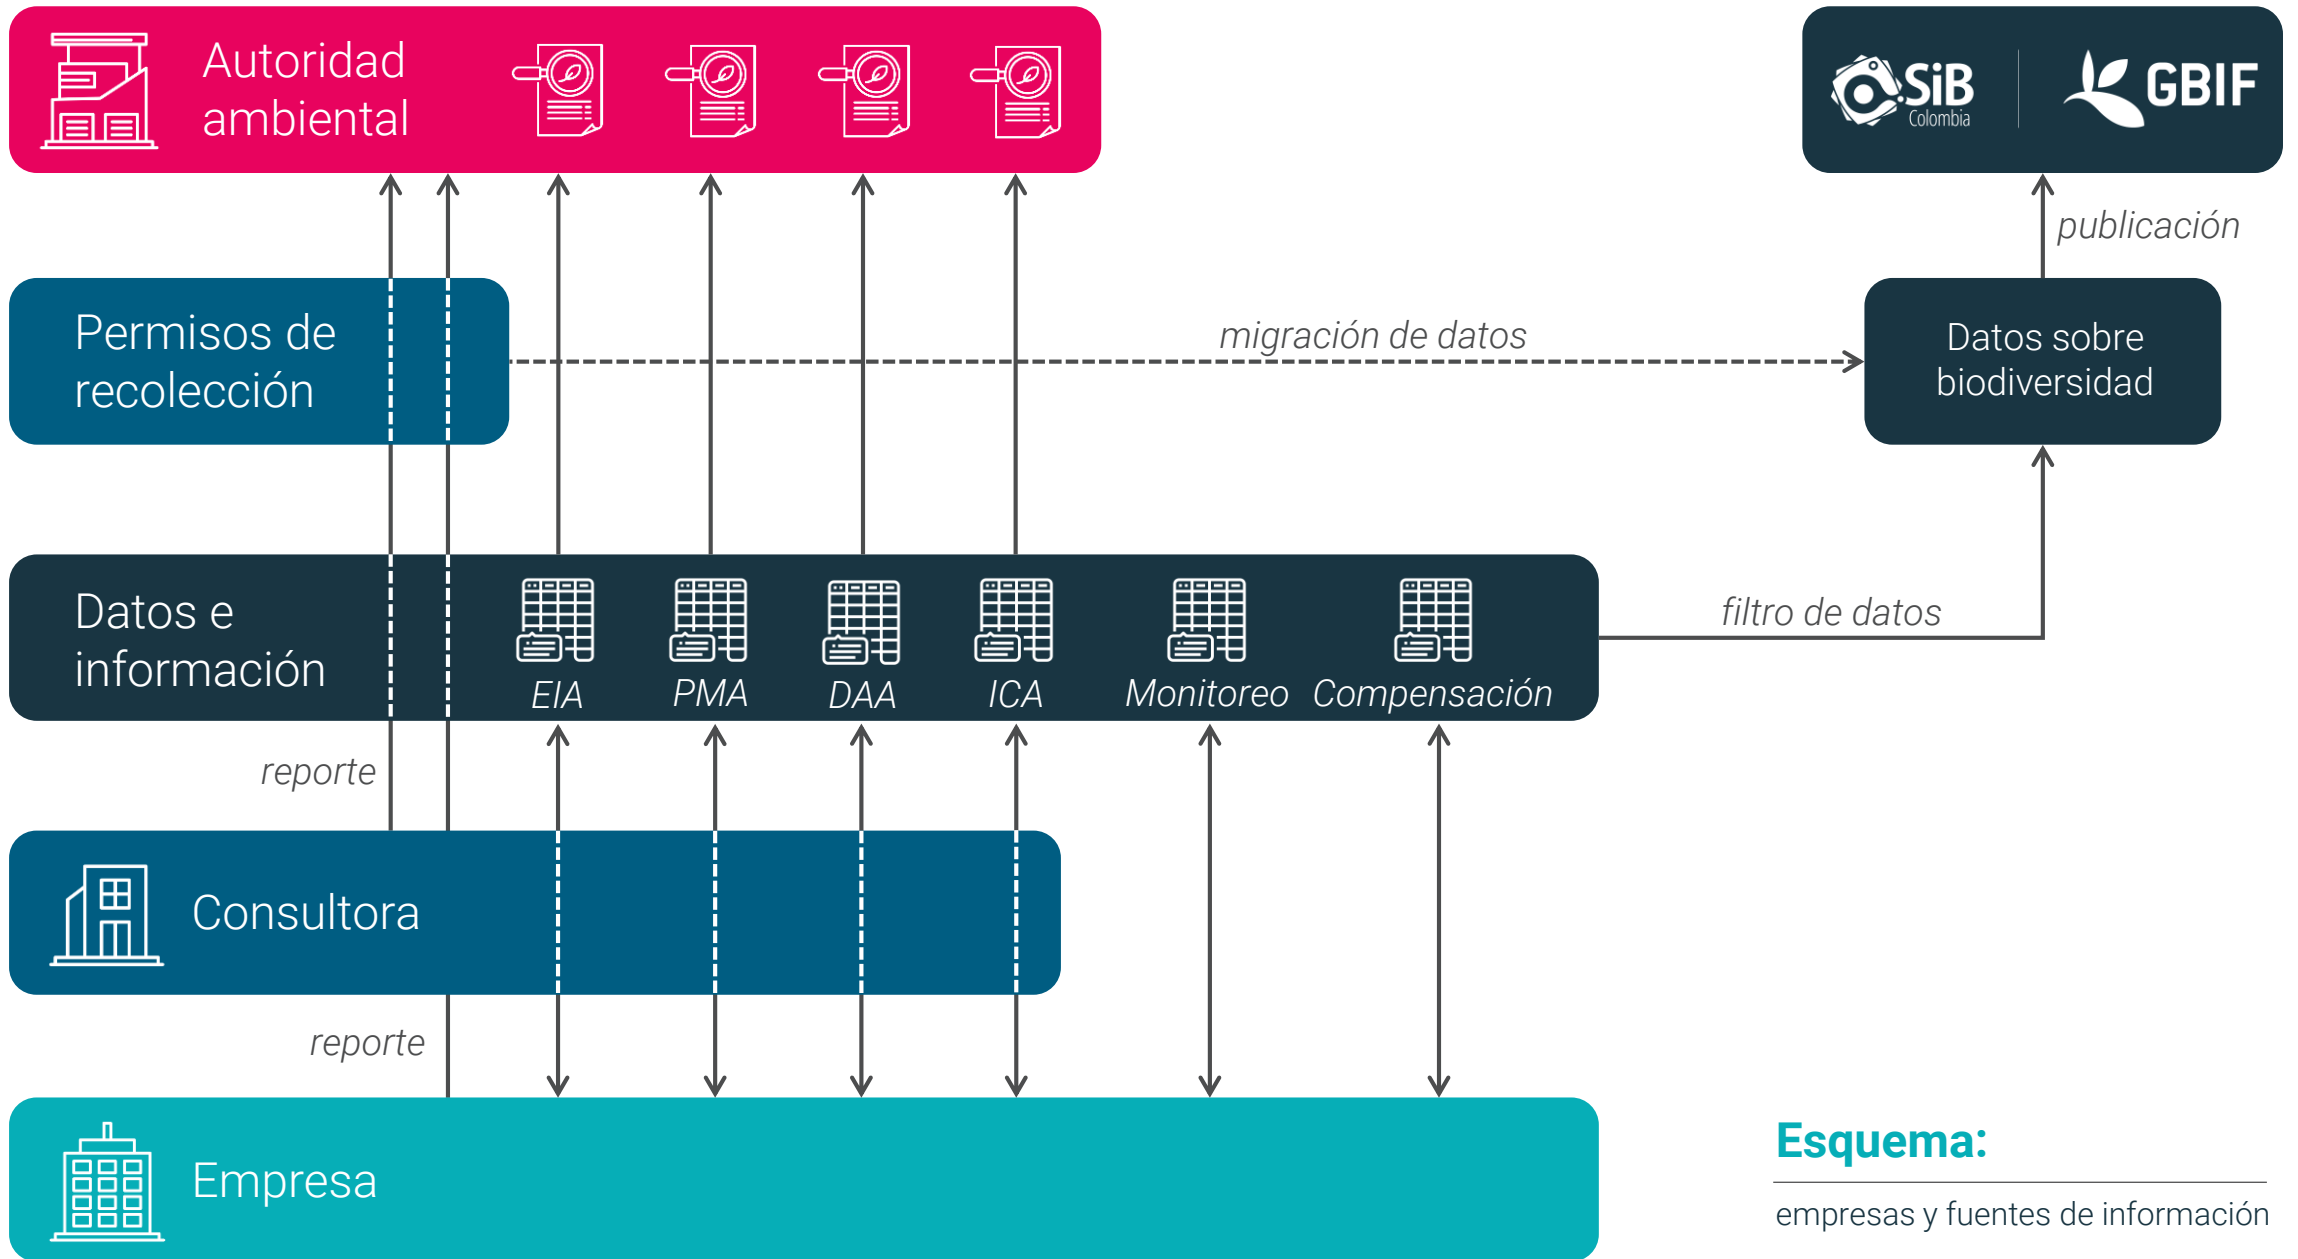 Autoridad
ambiental
SiB
Colombia
GBIF
publicación
Permisos de
recolección
migración de datos
Datos sobre
biodiversidad
Datos e
información
EIA
PMA
DAA
ICA
Monitoreo
Compensación
filtro de datos
reporte
Consultora
reporte
Empresa
Esquema:
empresas y fuentes de información